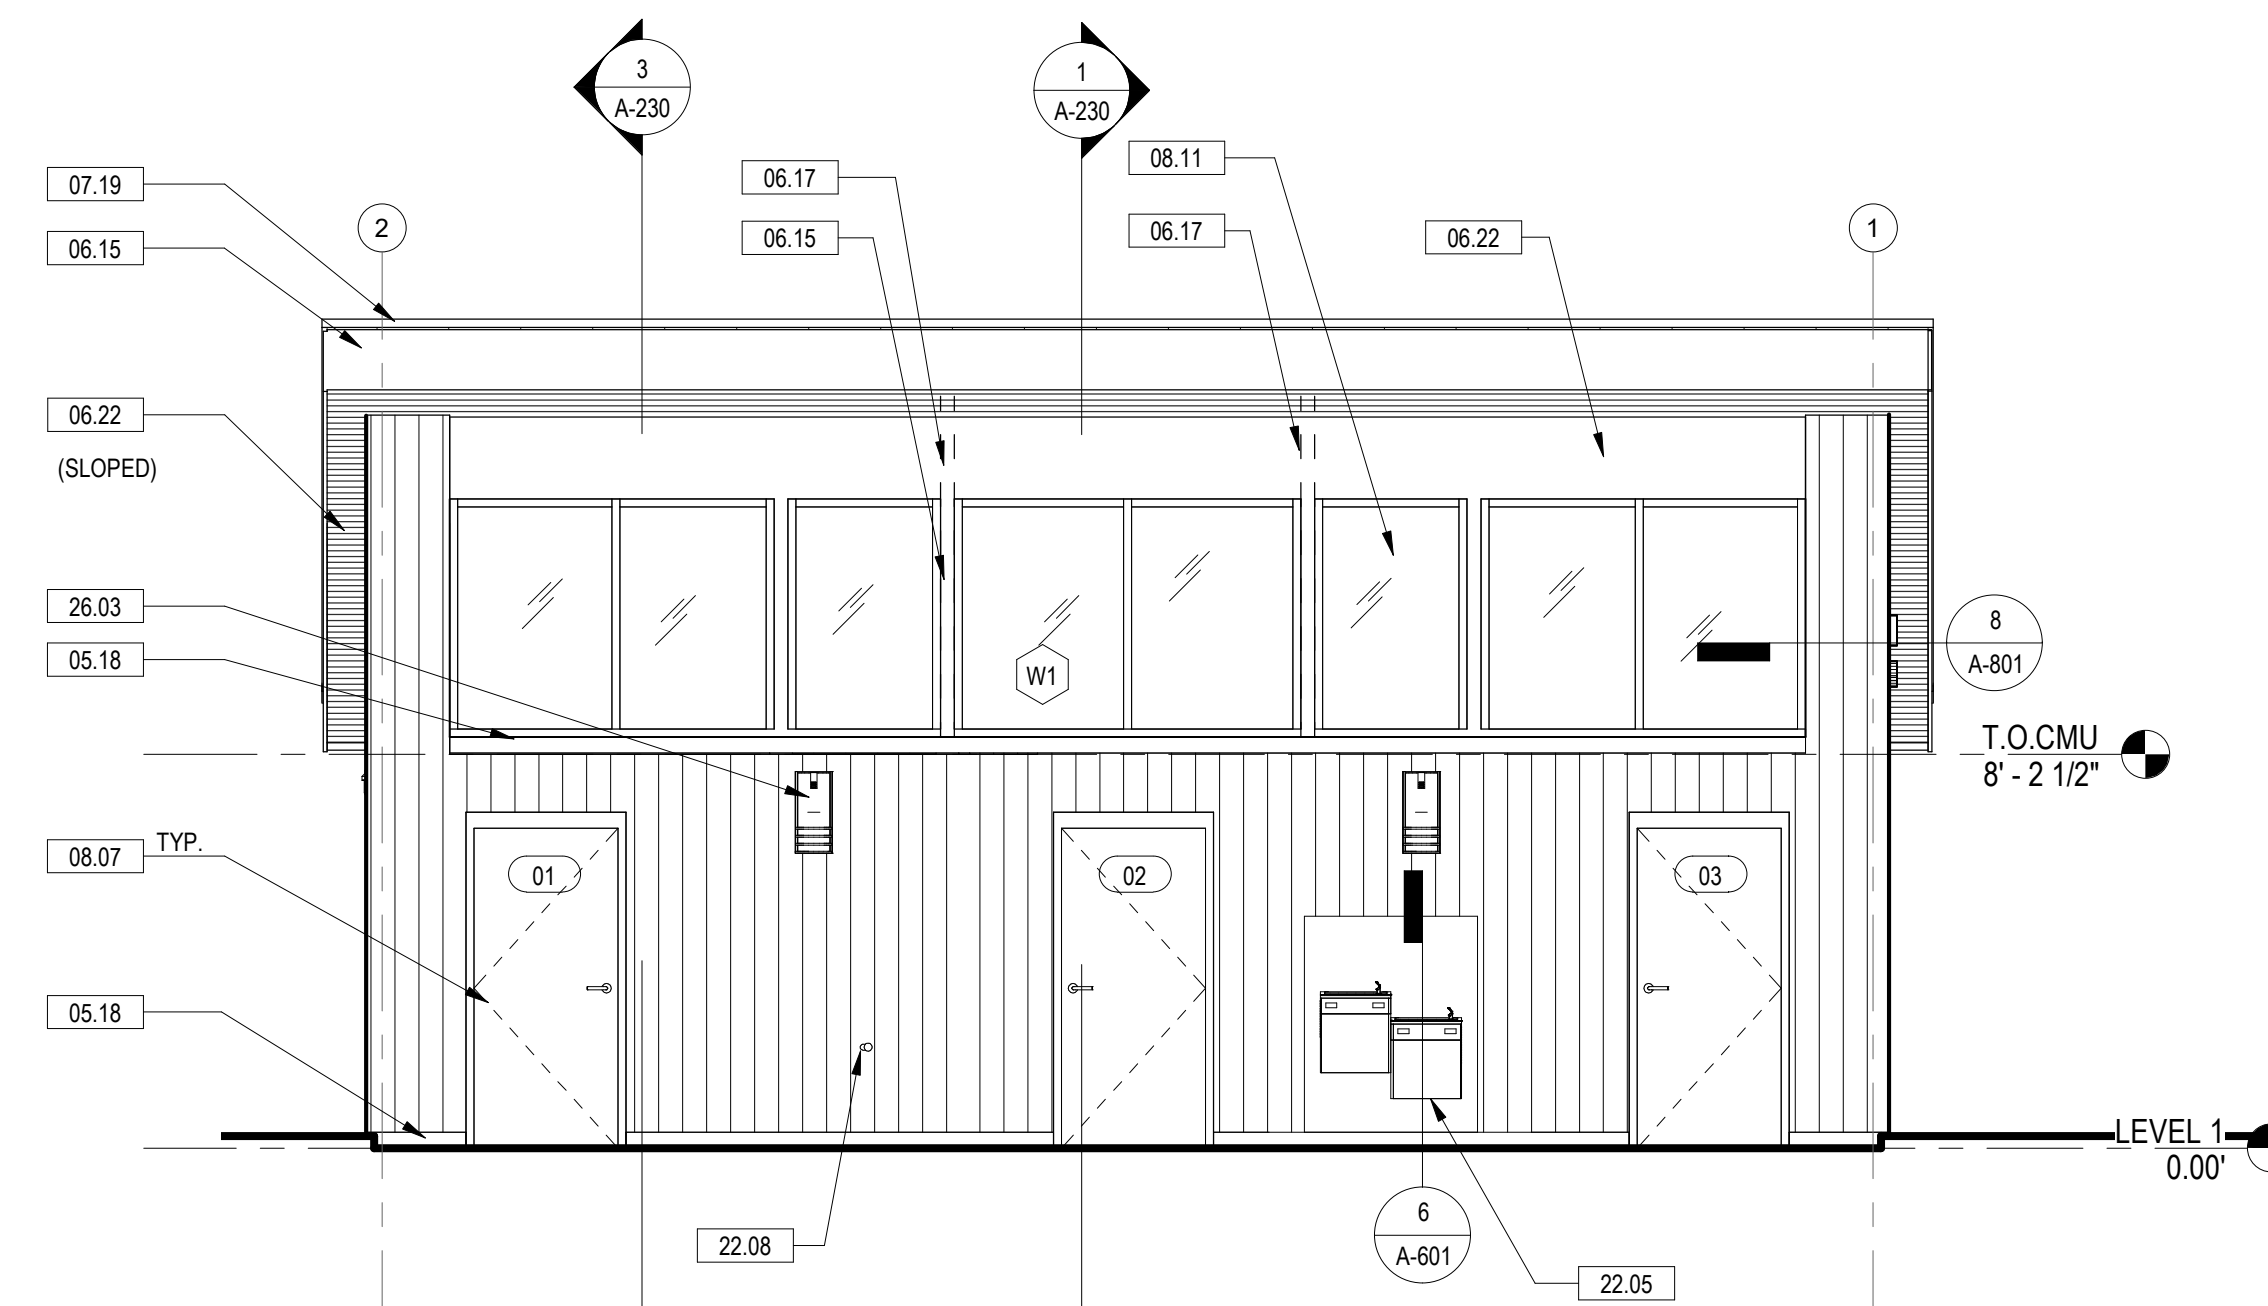 3
A-230
1
A-230
08.11
06.17
07.19
2
06.15
06.17
1
06.15
06.22
06.22
(SLOPED)
26.03
8
A-801
05.18
W1
T.O.CMU
8' - 2 1/2"
08.07 TYP.
01
02
03
05.18
LEVEL 1
0.00'
22.08
6
A-601
22.05